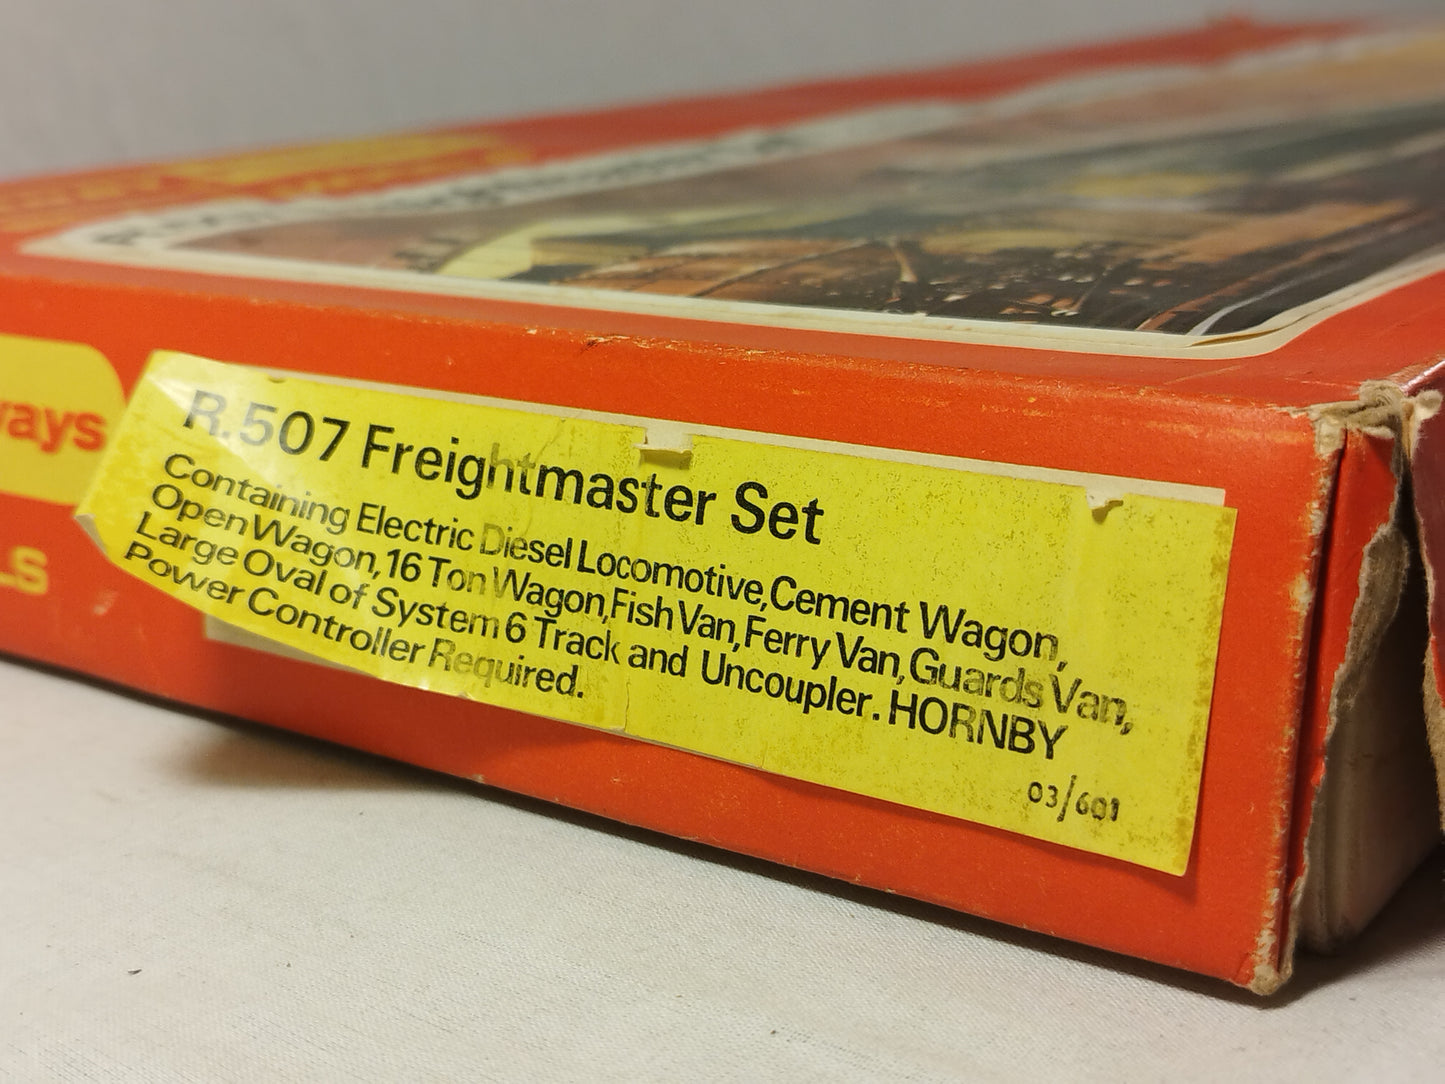 ways
LS
R.507 Freightmaster Set
Containing Electric Diesel Locomotive, Cement Wagon,
Open Wagon, 16 Ton Wagon, Fish Van, Ferry Van, Guards Van,
Large Oval of System 6 Track and Uncoupler. HORNBY
Power Controller Required.
03/601